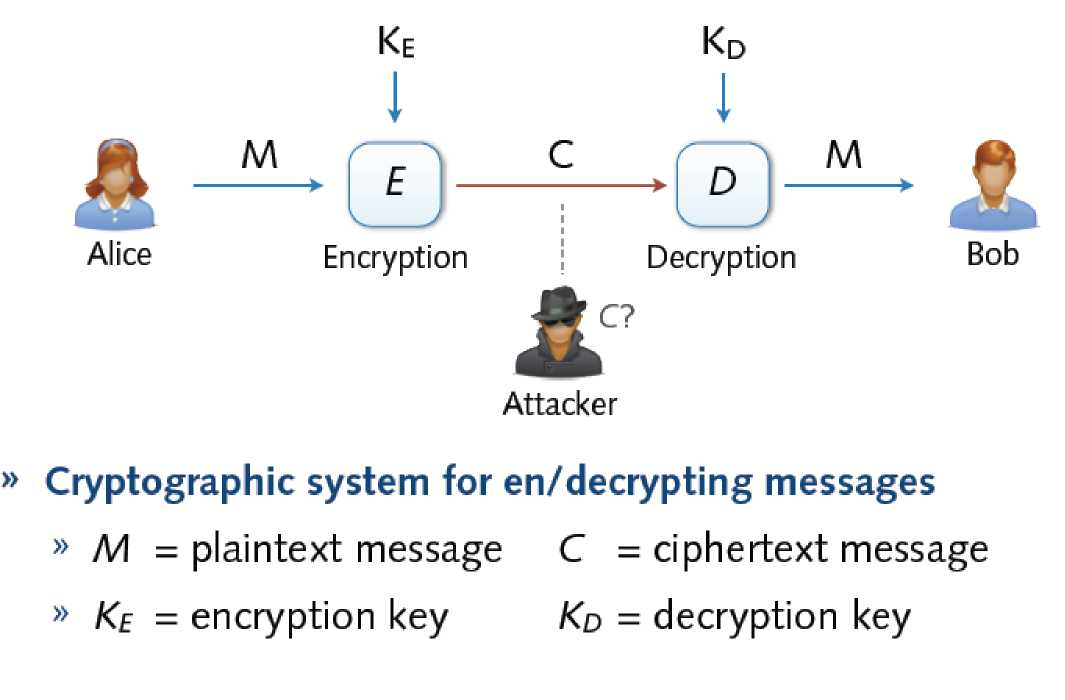 K_E K_D
M E C D M
Alice Encryption Decryption Bob
C?
Attacker
» Cryptographic system for en/decrypting messages
» M = plaintext message C = ciphertext message
» K_E = encryption key K_D = decryption key